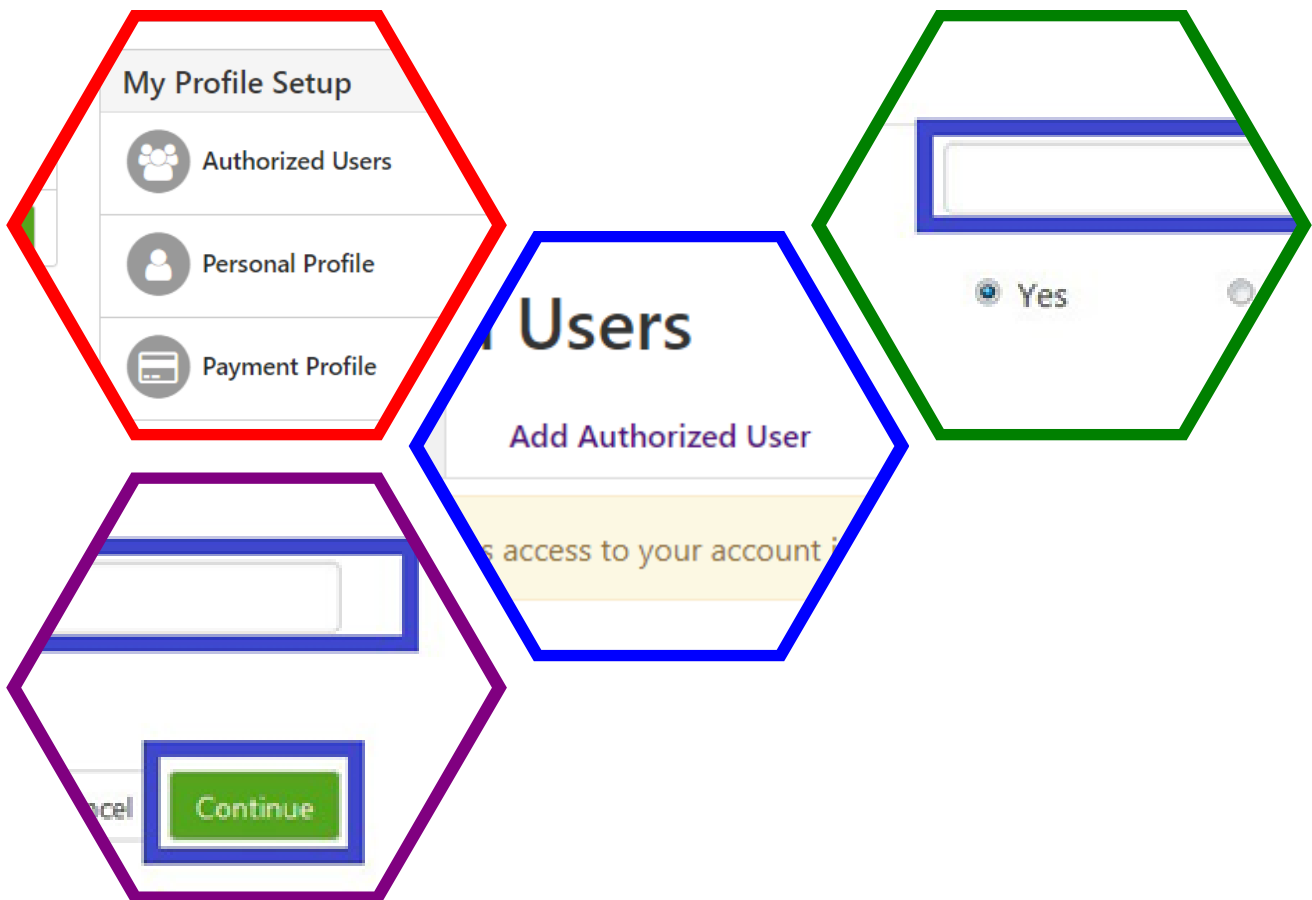 My Profile Setup
Authorized Users
Personal Profile
Payment Profile
Users
Add Authorized User
access to your account
Yes
Continue